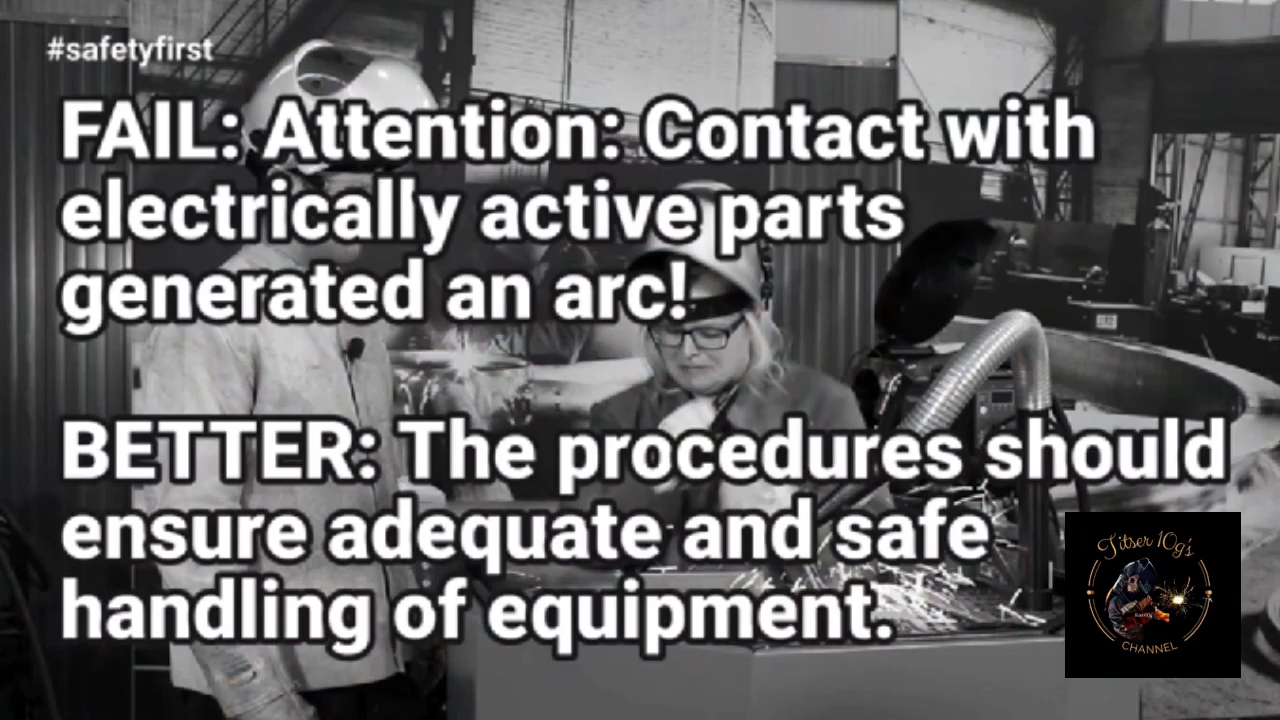 #safetyfirst
FAIL: Attention: Contact with
electrically active parts
generated an arc!
BETTER: The procedures should
ensure adequate and safe
handling of equipment.
Titser 10g's
CHANNEL